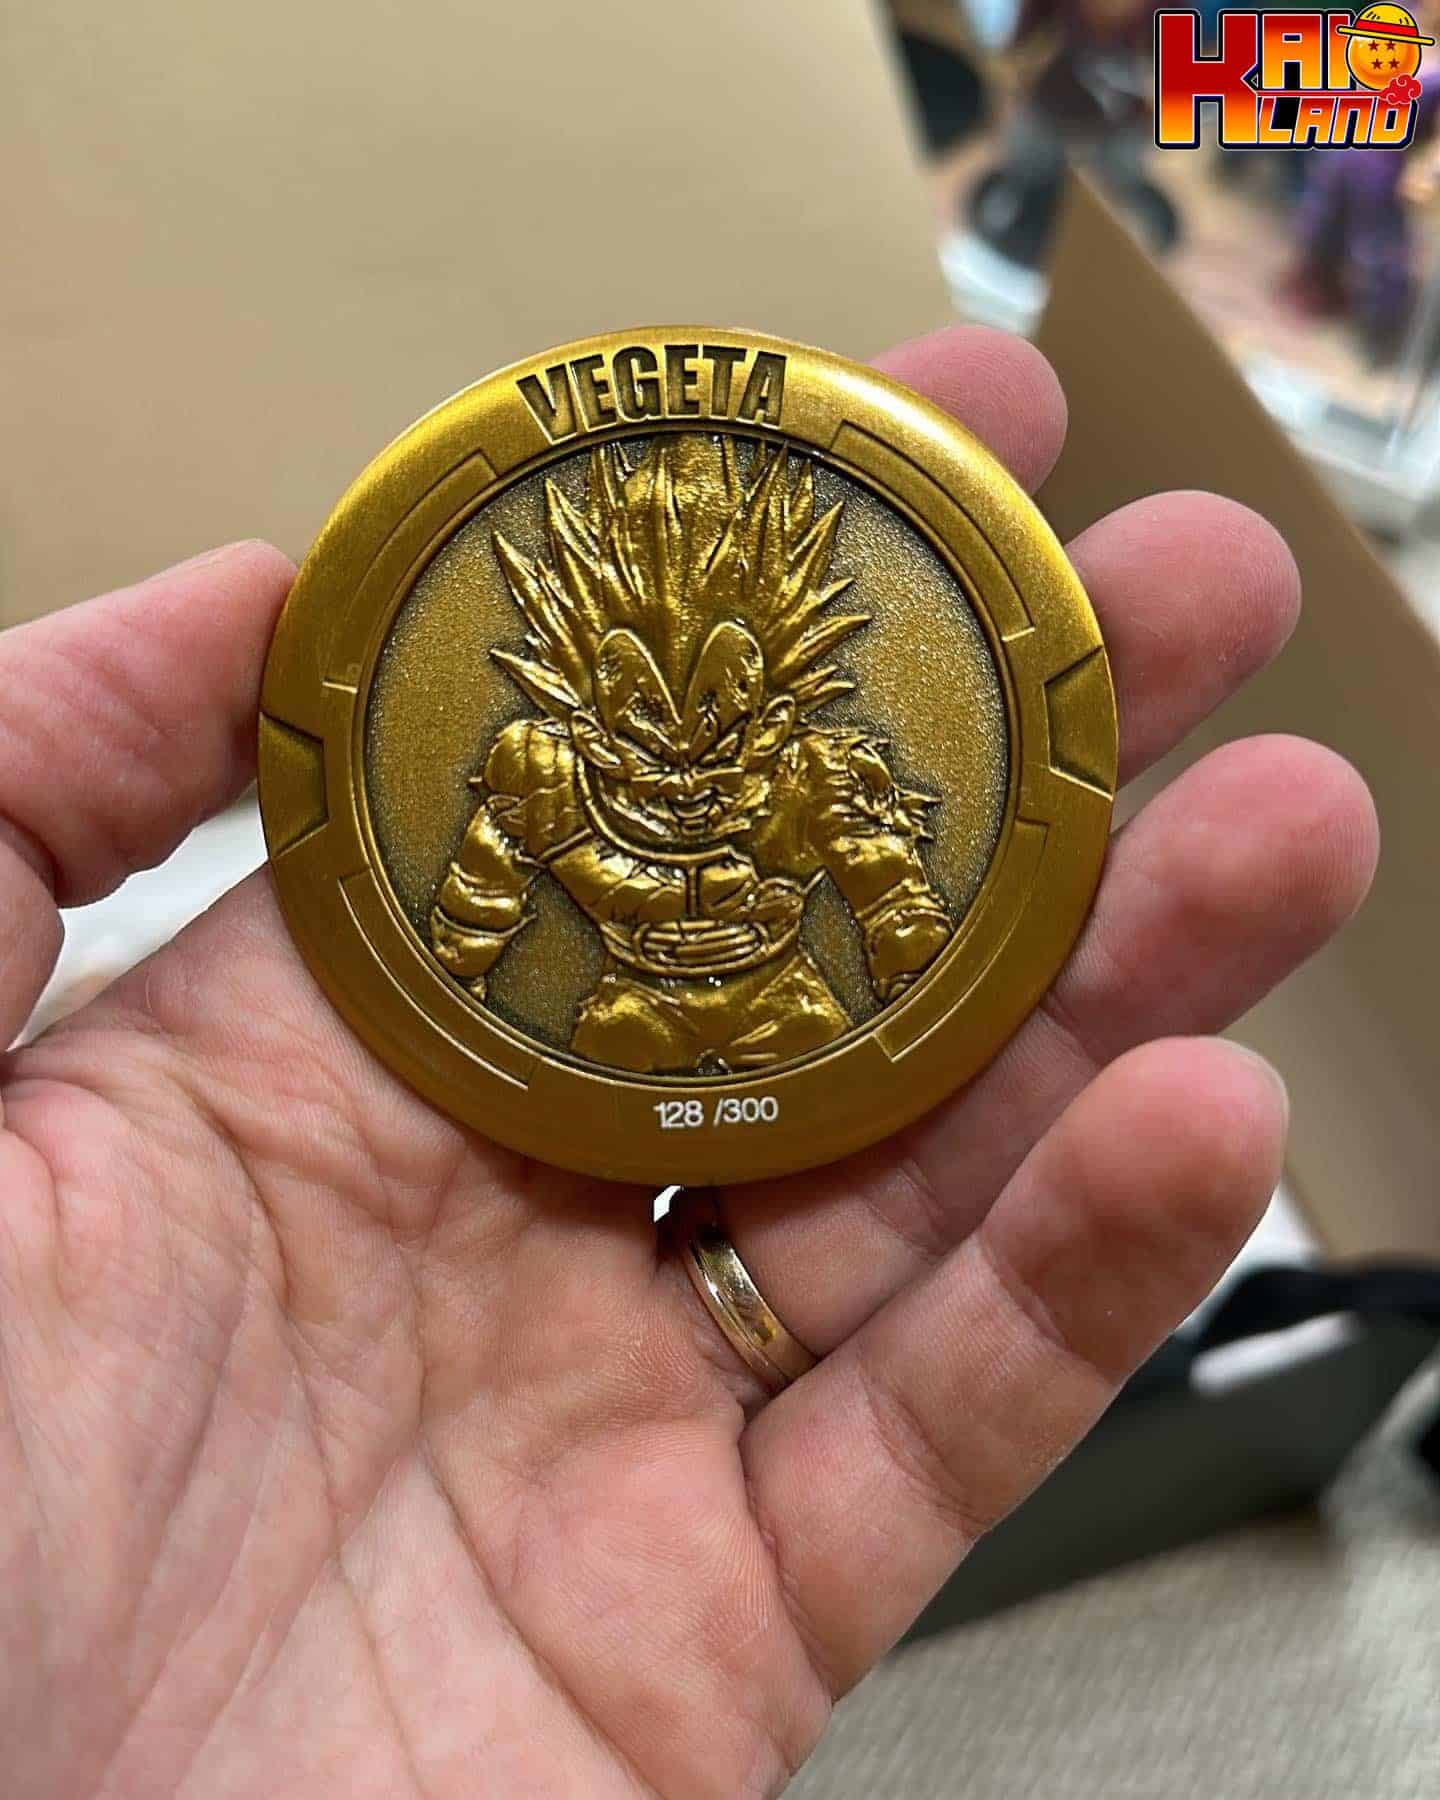 KAIO
LAND
VEGETA
128 /300